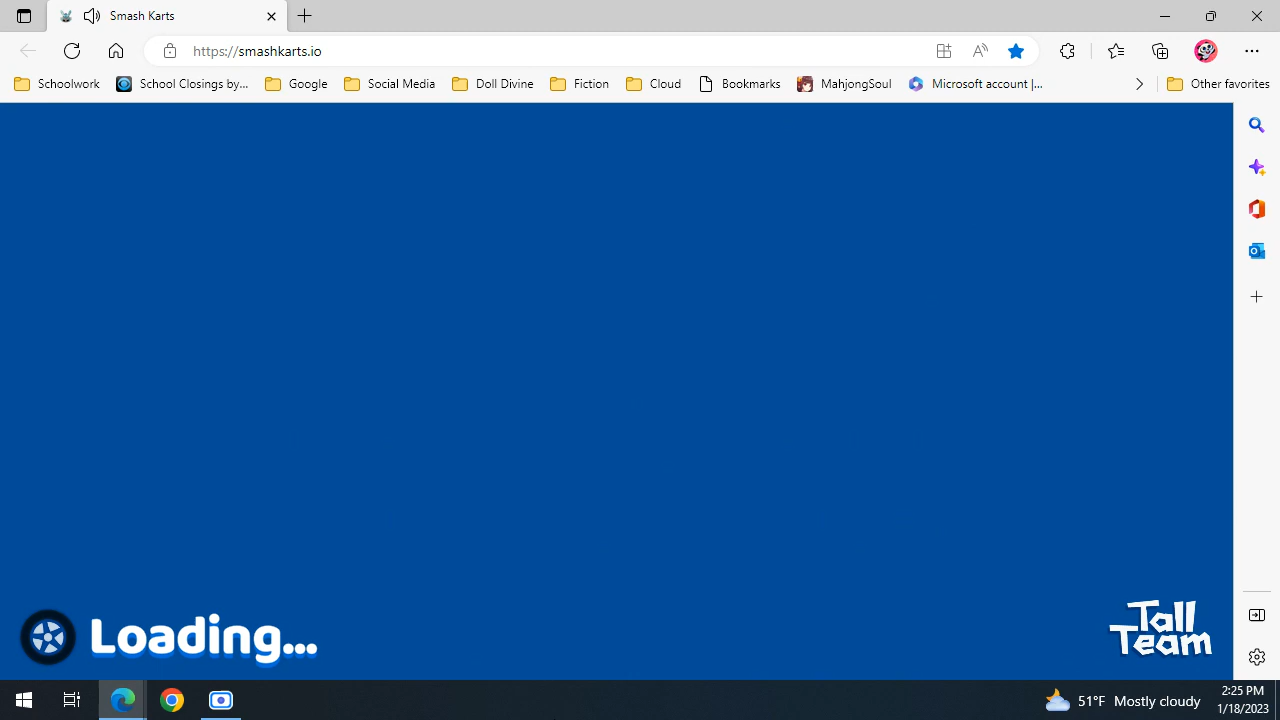 Smash Karts
https://smashkarts.io
Schoolwork
School Closings by...
Google
Social Media
Doll Divine
Fiction
Cloud
Bookmarks
MahjongSoul
Microsoft account |...
Other favorites
Loading...
Tall
Team
51°F Mostly cloudy
2:25 PM
1/18/2023